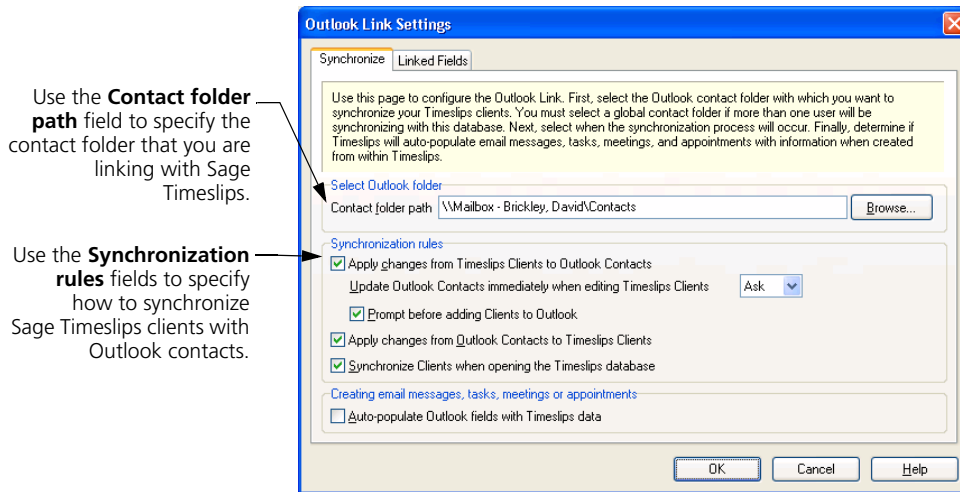 Outlook Link Settings
Synchronize
Linked Fields
Use this page to configure the Outlook Link. First, select the Outlook contact folder with which you want to
synchronize your Timeslips clients. You must select a global contact folder if more than one user will be
synchronizing with this database. Next, select when the synchronization process will occur. Finally, determine if
Timeslips will auto-populate email messages, tasks, meetings, and appointments with information when created
from within Timeslips.
Use the Contact folder
path field to specify the
contact folder that you are
linking with Sage
Timeslips.
Select Outlook folder
Contact folder path \\Mailbox - Brickley, David\Contacts Browse...
Use the Synchronization
rules fields to specify
how to synchronize
Sage Timeslips clients with
Outlook contacts.
Synchronization rules
Apply changes from Timeslips Clients to Outlook Contacts
Update Outlook Contacts immediately when editing Timeslips Clients Ask
Prompt before adding Clients to Outlook
Apply changes from Outlook Contacts to Timeslips Clients
Synchronize Clients when opening the Timeslips database
Creating email messages, tasks, meetings or appointments
Auto-populate Outlook fields with Timeslips data
OK Cancel Help